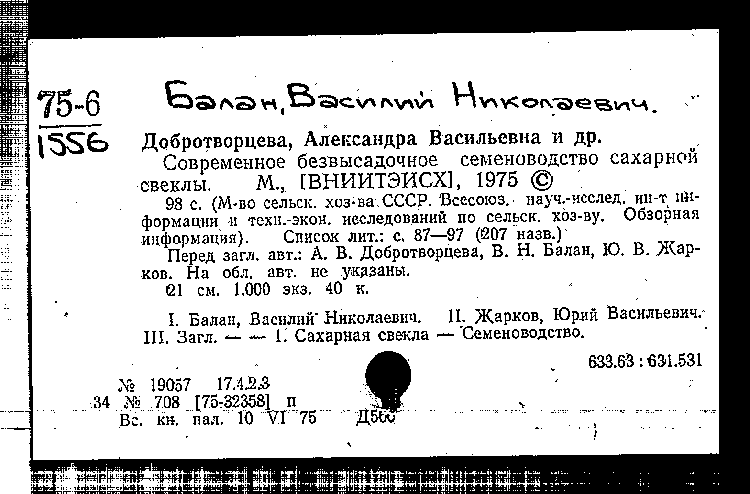 Балан, Василий Николаевич.
75-6
1556
Добротворцева, Александра Васильевна и др.
Современное безвысадочное семеноводство сахарной
свеклы. М., [ВНИИТЭИСХ], 1975 ©
98 с. (М-во сельск. хоз-ва СССР. Всесоюз. науч.-исслед. ин-т ин-
формации и техн.-экон. исследований по сельск. хоз-ву. Обзорная
информация). Список лит.: с. 87—97 (207 назв.)
Перед загл. авт.: А. В. Добротворцева, В. Н. Балан, Ю. В. Жар-
ков. На обл. авт. не указаны.
21 см. 1.000 экз. 40 к.
I. Балан, Василий Николаевич. II. Жарков, Юрий Васильевич.
III. Загл. — — 1. Сахарная свекла — Семеноводство.
633.63 : 631.531
№ 19057 17.4.2.3
34 № 708 [75-32358] п
Вс. кн. пал. 10 VI 75 Д566